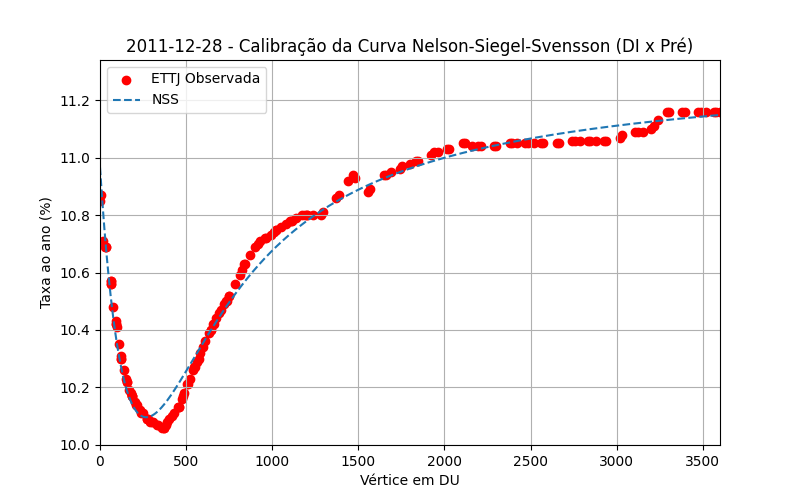 2011-12-28 - Calibração da Curva Nelson-Siegel-Svensson (DI x Pré)
ETTJ Observada
NSS
Taxa ao ano (%)
11.2
11.0
10.8
10.6
10.4
10.2
10.0
0 500 1000 1500 2000 2500 3000 3500
Vértice em DU